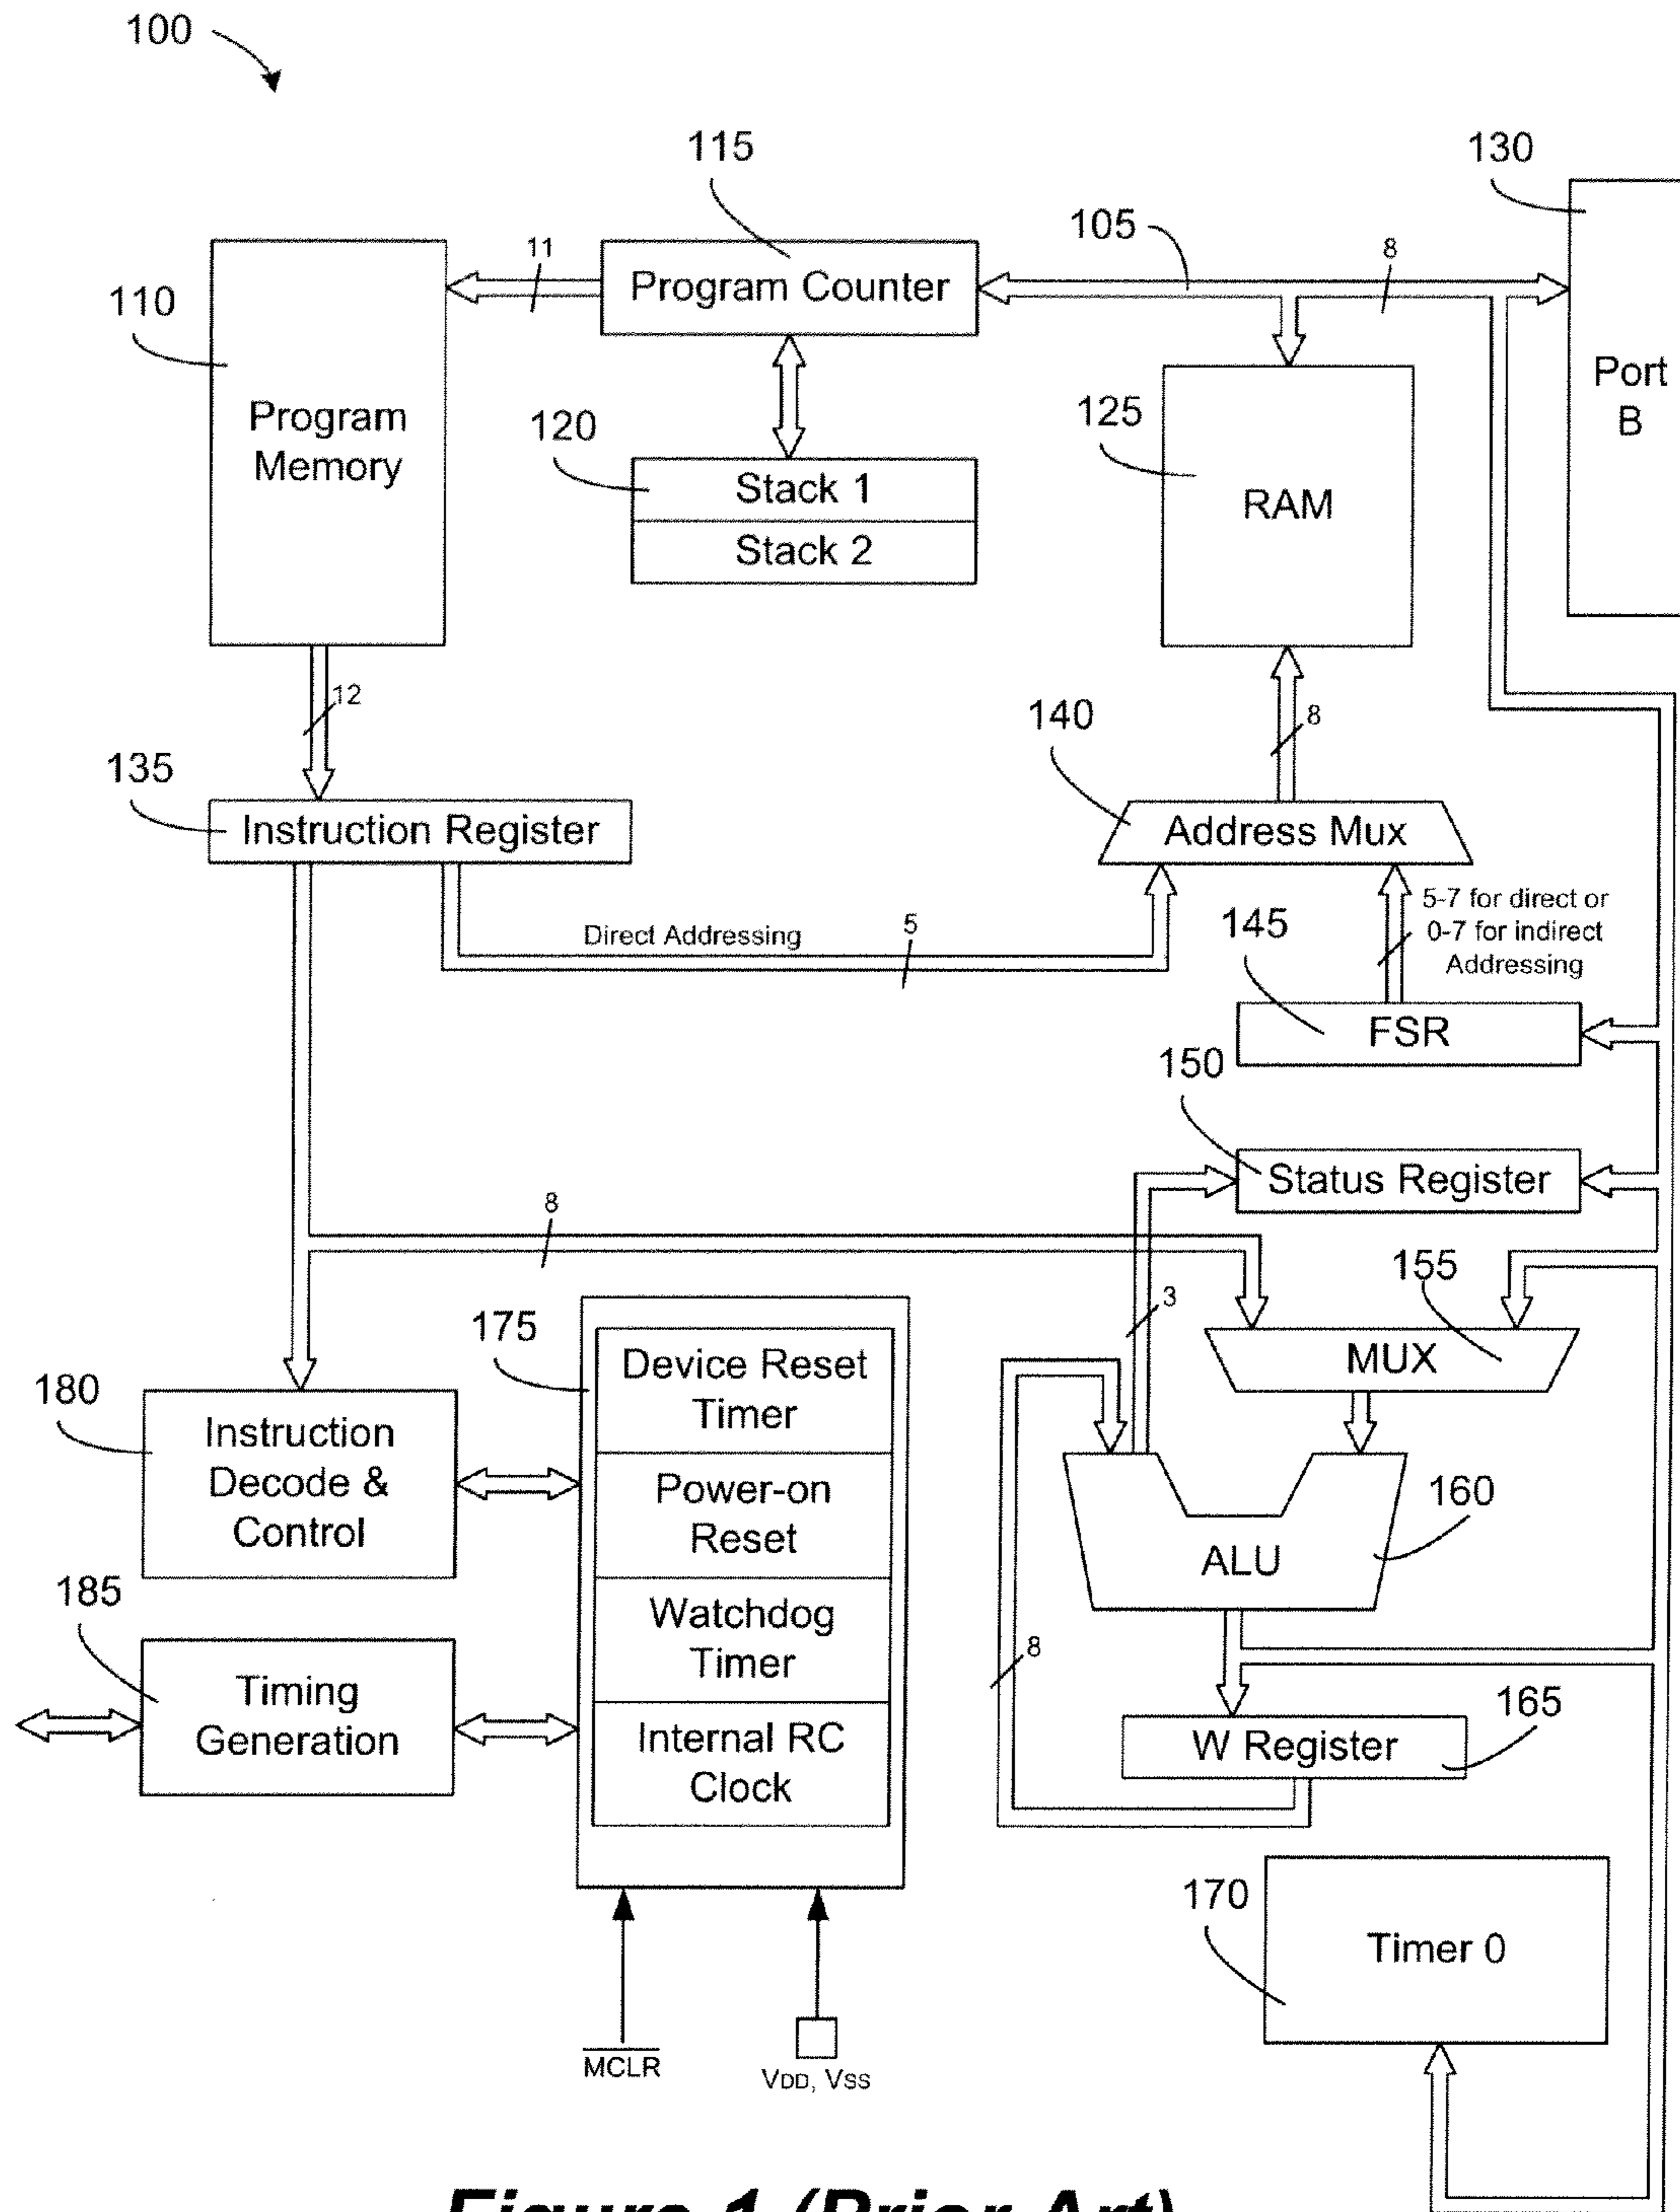 100
115
130
105
11
8
Program Counter
110
Port
B
Program
Memory
120
125
Stack 1
Stack 2
RAM
12
140
8
135
Instruction Register
Address Mux
Direct Addressing
5
145
5-7 for direct or
0-7 for indirect
Addressing
FSR
150
Status Register
8
155
3
MUX
175
Device Reset
Timer
180
Instruction
Decode &
Control
Power-on
Reset
160
ALU
185
Watchdog
Timer
8
Timing
Generation
165
W Register
Internal RC
Clock
170
Timer 0
MCLR
VDD, VSS
Figure 1 (Prior Art)